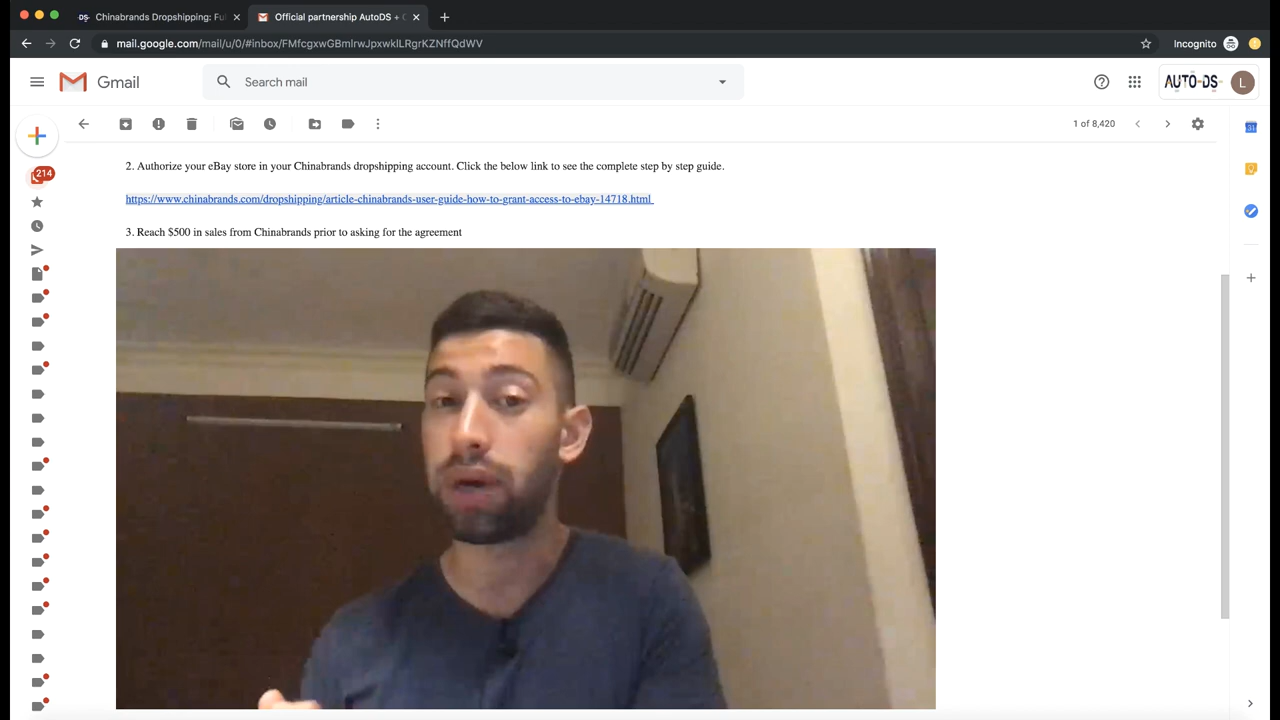 Chinabrands Dropshipping: Fu
Official partnership AutoDS + C
mail.google.com/mail/u/0/#inbox/FMfcgxwGBmlrwJpxwklLRgrKZNffQdWV
Incognito
Gmail
Search mail
AUTO-DS
L
1 of 8,420
31
214
2. Authorize your eBay store in your Chinabrands dropshipping account. Click the below link to see the complete step by step guide.
https://www.chinabrands.com/dropshipping/article-chinabrands-user-guide-how-to-grant-access-to-ebay-14718.html
3. Reach $500 in sales from Chinabrands prior to asking for the agreement